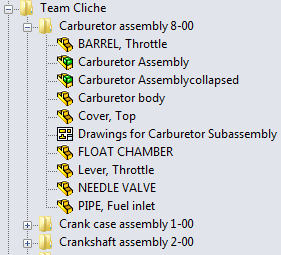 Team Cliche
Carburetor assembly 8-00
BARREL, Throttle
Carburetor Assembly
Carburetor Assemblycollapsed
Carburetor body
Cover, Top
Drawings for Carburetor Subassembly
FLOAT CHAMBER
Lever, Throttle
NEEDLE VALVE
PIPE, Fuel inlet
Crank case assembly 1-00
Crankshaft assembly 2-00